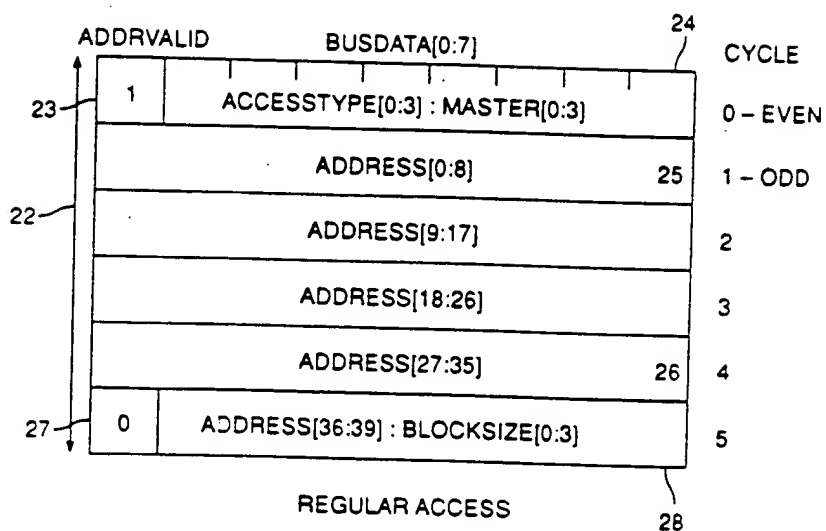 24
ADDRVALID BUSDATA[0:7] CYCLE
23 1 ACCESSTYPE[0:3] : MASTER[0:3] 0 – EVEN
ADDRESS[0:8] 25 1 – ODD
22 ADDRESS[9:17] 2
ADDRESS[18:26] 3
ADDRESS[27:35] 26 4
27 0 ADDRESS[36:39] : BLOCKSIZE[0:3] 5
REGULAR ACCESS 28